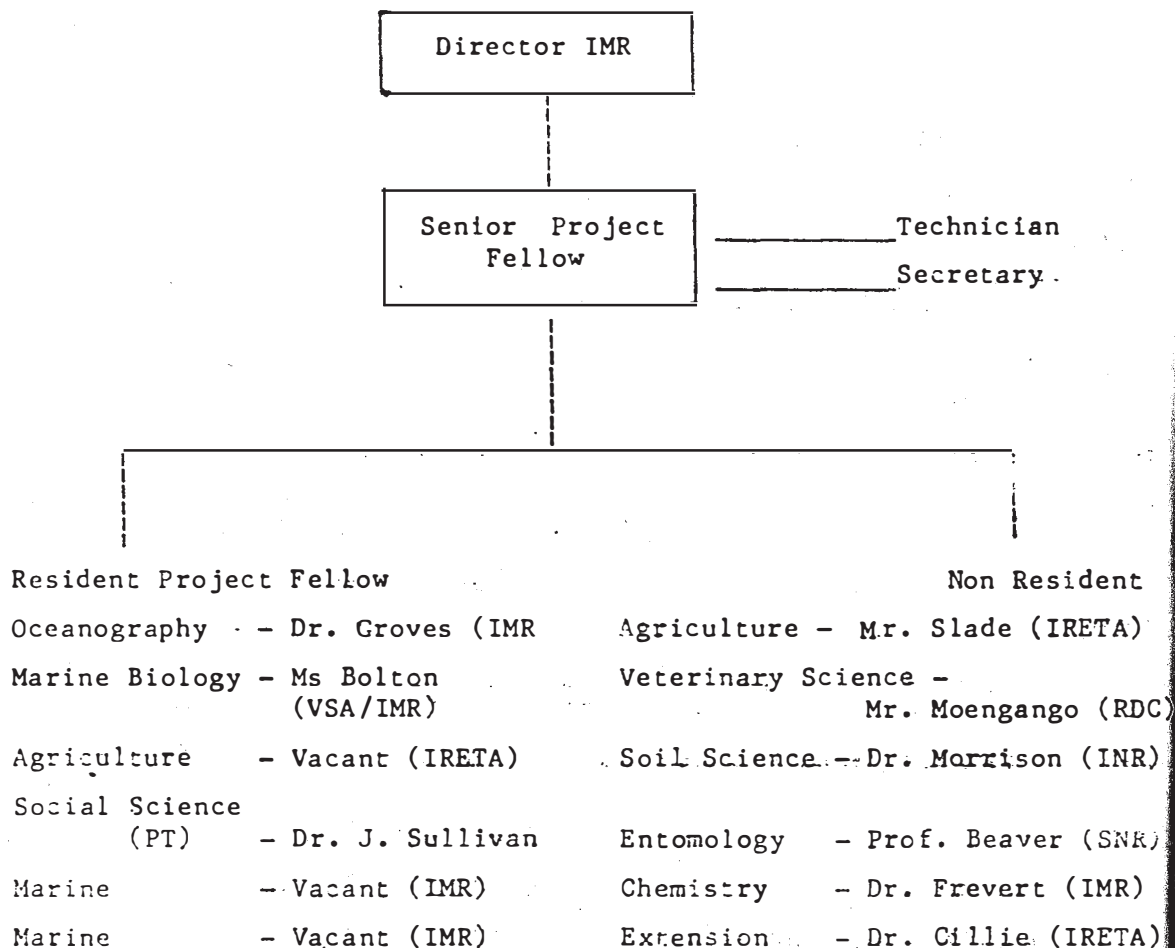 Director IMR
Senior Project
Fellow
Technician
Secretary
Resident Project Fellow
Oceanography - Dr. Groves (IMR
Marine Biology - Ms Bolton
(VSA/IMR)
Agriculture - Vacant (IRETA)
Social Science
(PT) - Dr. J. Sullivan
Marine - Vacant (IMR)
Marine - Vacant (IMR)
Non Resident
Agriculture - Mr. Slade (IRETA)
Veterinary Science -
Mr. Moengango (RDC)
Soil Science - Dr. Morrison (INR)
Entomology - Prof. Beaver (SNR)
Chemistry - Dr. Frevert (IMR)
Extension - Dr. Cillie (IRETA)